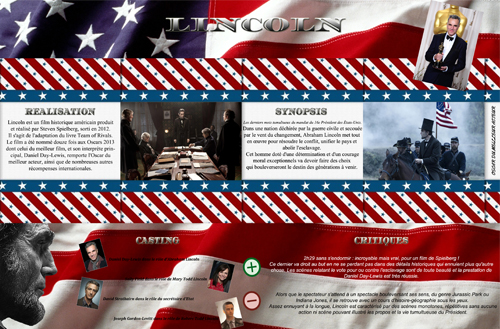 LINCOLN
REALISATION
Lincoln est un film historique américain produit
et réalisé par Steven Spielberg, sorti en 2012.
Il s'agit de l'adaptation du livre Team of Rivals.
Le film a été nommé douze fois aux Oscars 2013
dont celui du meilleur film, et son interprète prin-
cipal, Daniel Day-Lewis, remporte l'Oscar du
meilleur acteur, ainsi que de nombreuses autres
récompenses internationales.
SYNOPSIS
Les derniers mois tumultueux du mandat du 16e Président des États-Unis.
Dans une nation déchirée par la guerre civile et secouée
par le vent du changement, Abraham Lincoln met tout
en œuvre pour résoudre le conflit, unifier le pays et
abolir l'esclavage.
Cet homme doté d'une détermination et d'un courage
moral exceptionnels va devoir faire des choix
qui bouleverseront le destin des générations à venir.
OSCAR DU MEILLEUR ACTEUR
CASTING
dans le rôle de Mary Todd Lincoln
David Strathairn dans le rôle du secrétaire d'État
Joseph Gordon Levitt dans le rôle de
CRITIQUES
2h29 sans s'endormir : incroyable mais vrai, pour un film de Spielberg !
Ce dernier va droit au but en ne se perdant pas dans des détails historiques qui ennuient plus qu'autre
chose. Les scènes relatant le vote pour ou contre l'esclavage sont de toute beauté et la prestation de
Daniel Day-Lewis est très réussie.
Alors que le spectateur s'attend à un spectacle bouleversant ses sens, du genre Jurassic Park ou
Indiana Jones, il se retrouve avec un cours d'histoire-géographie sous les yeux.
Assez ennuyant à la longue, Lincoln est caractérisé par des scènes monotones, répétitives sans aucune
action ni scène pouvant illustrer les propos et la vie tumultueuse du Président.